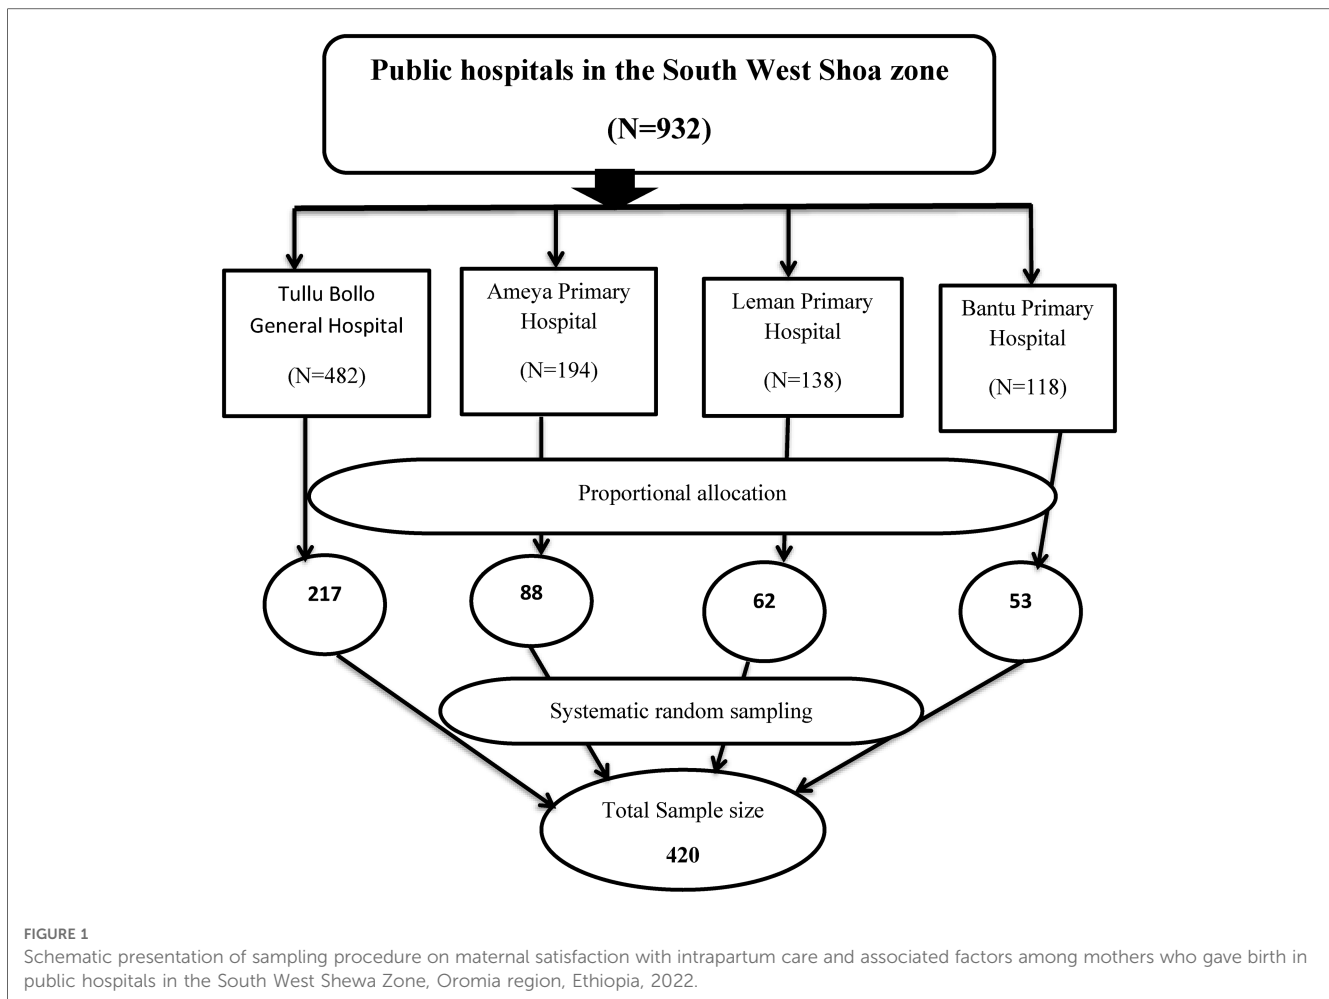 Public hospitals in the South West Shoa zone
(N=932)
Tullu Bollo
General Hospital
(N=482)
Ameya Primary
Hospital
(N=194)
Leman Primary
Hospital
(N=138)
Bantu Primary
Hospital
(N=118)
Proportional allocation
217
88
62
53
Systematic random sampling
Total Sample size
420
FIGURE 1
Schematic presentation of sampling procedure on maternal satisfaction with intrapartum care and associated factors among mothers who gave birth in
public hospitals in the South West Shewa Zone, Oromia region, Ethiopia, 2022.